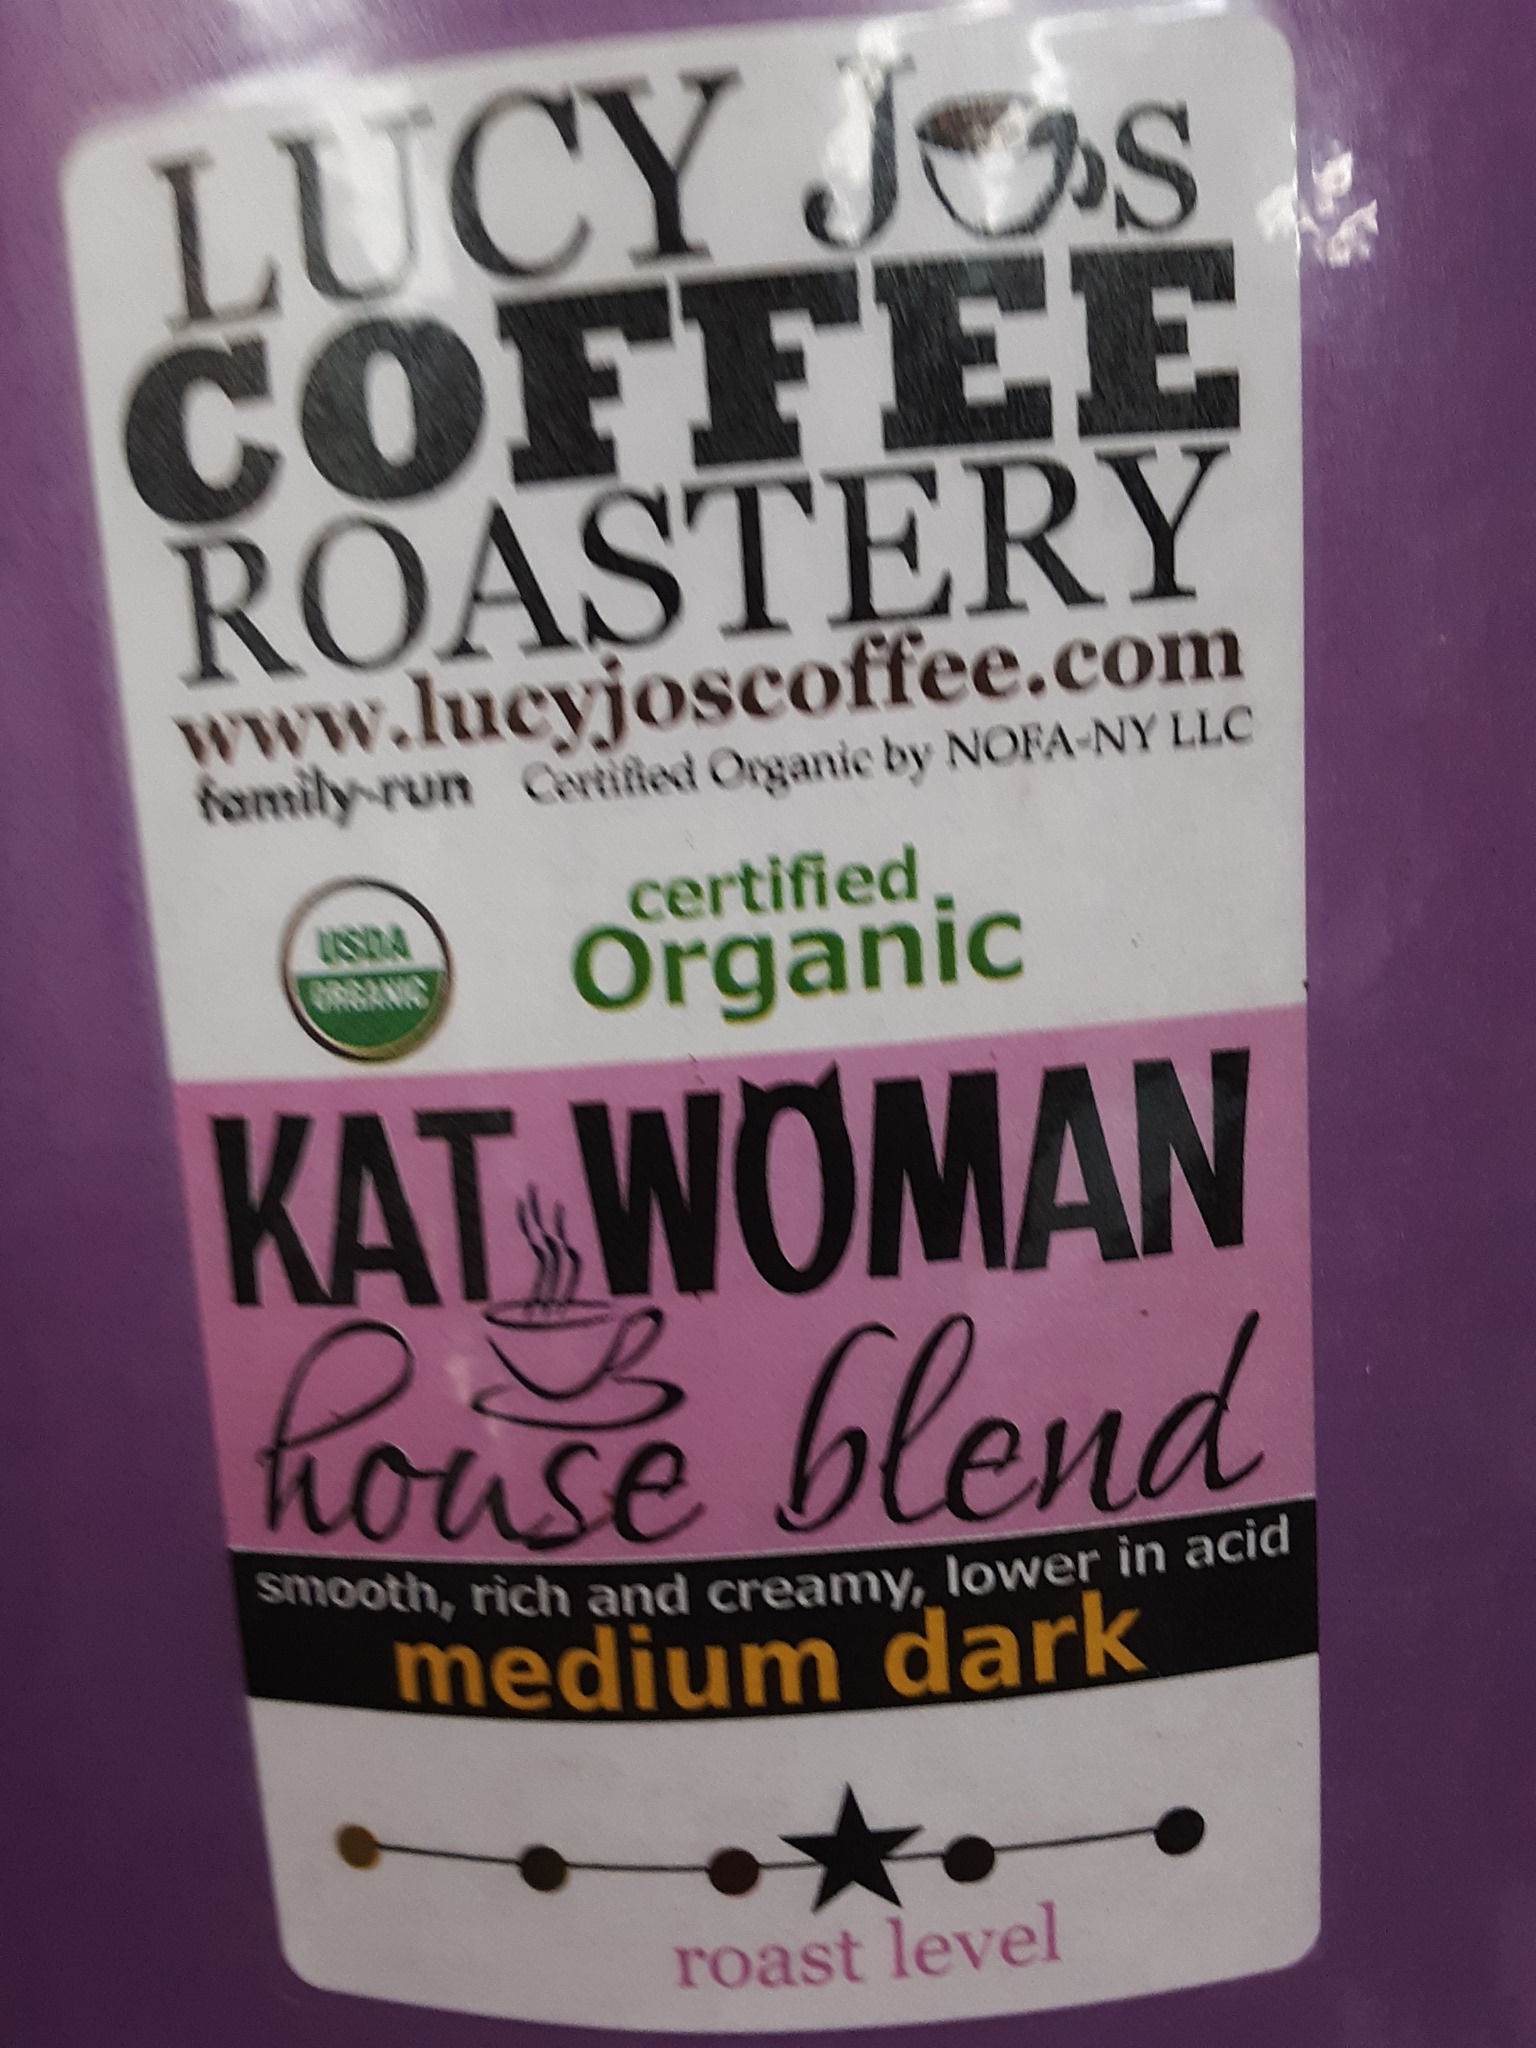 LUCY JOS
COFFEE
ROASTERY
www.lucyjoscoffee.com
family-run Certified Organic by NOFA-NY LLC
certified
Organic
USDA
ORGANIC
KAT WOMAN
house blend
smooth, rich and creamy, lower in acid
medium dark
roast level